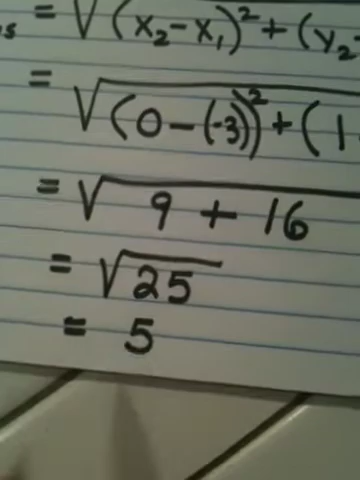 = √(x₂-x₁)² + (y₂
= √(0-(-3))² + (1
= √9 + 16
= √25
= 5